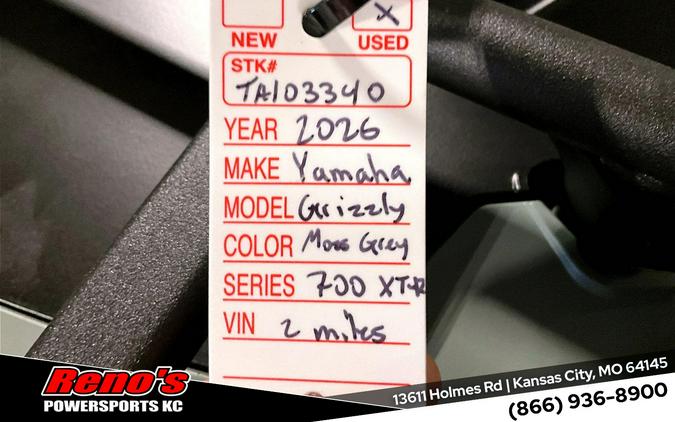 X
NEW USED
STK#
TA103340
YEAR 2026
MAKE Yamaha
MODEL Grizzly
COLOR Moss Grey
SERIES 700 XT-R
VIN 2 miles
Reno's
POWERSPORTS KC
13611 Holmes Rd | Kansas City, MO 64145
(866) 936-8900